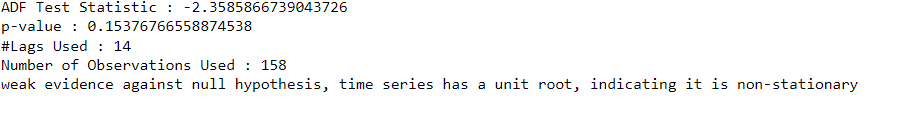 ADF Test Statistic : -2.3585866739043726
p-value : 0.15376766558874538
#Lags Used : 14
Number of Observations Used : 158
weak evidence against null hypothesis, time series has a unit root, indicating it is non-stationary